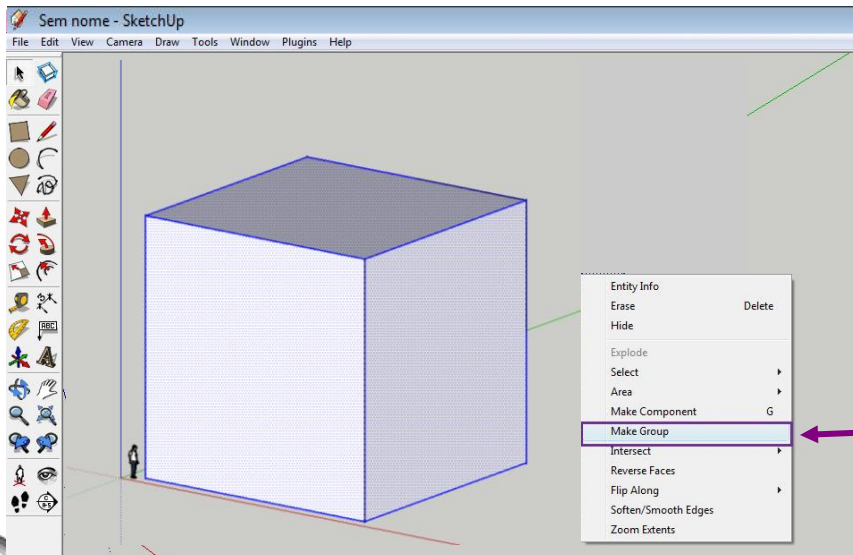 Sem nome - SketchUp
File Edit View Camera Draw Tools Window Plugins Help
ABC
Entity Info
Erase Delete
Hide
Explode
Select
Area
Make Component G
Make Group
Intersect
Reverse Faces
Flip Along
Soften/Smooth Edges
Zoom Extents